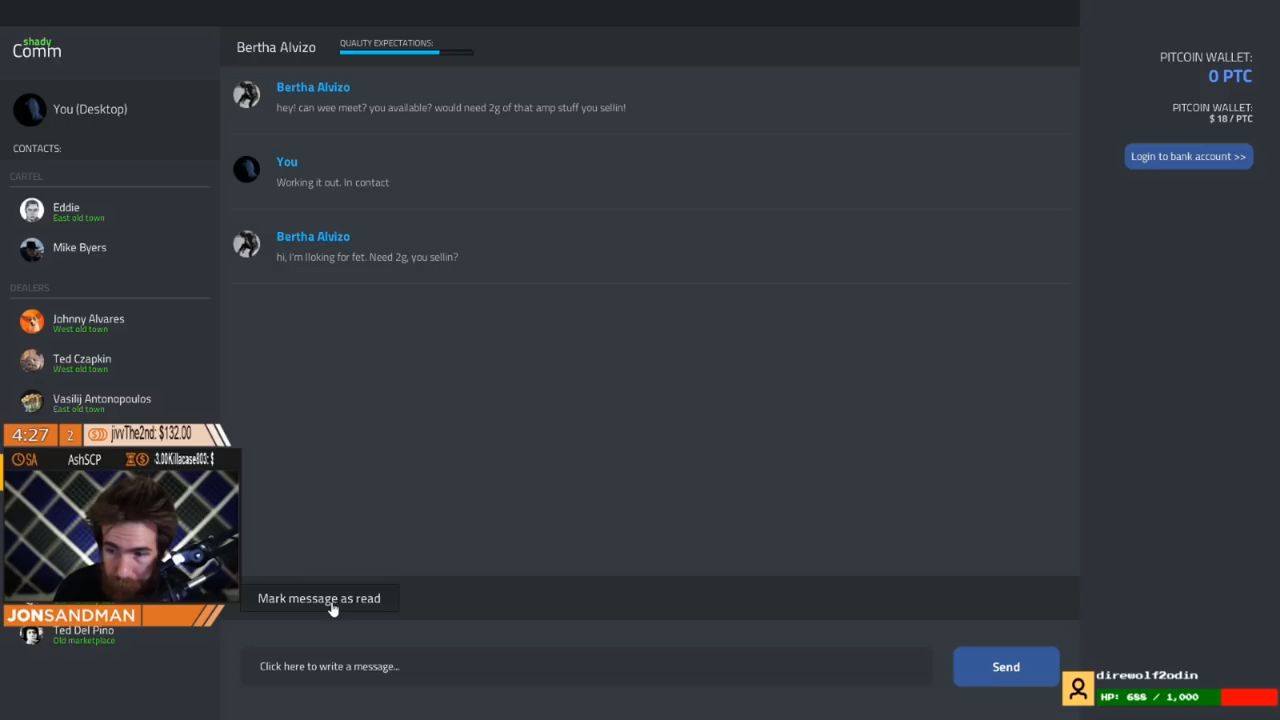 shady
Comm
You (Desktop)
CONTACTS:
CARTEL
Eddie
East old town
Mike Byers
DEALERS
Johnny Alvares
West old town
Ted Czapkin
West old town
Vasilij Antonopoulos
East old town
4:27 2 jivvThe2nd: $132.00
SA AshSCP -3.00Killacase803: $
JONSANDMAN
Ted Del Pino
Old marketplace
Bertha Alvizo QUALITY EXPECTATIONS:
Bertha Alvizo
hey! can wee meet? you available? would need 2g of that amp stuff you sellin!
You
Working it out. In contact
Bertha Alvizo
hi, I'm lloking for fet. Need 2g, you sellin?
Mark message as read
Click here to write a message...
Send
PITCOIN WALLET:
0 PTC
PITCOIN WALLET:
$ 18 / PTC
Login to bank account >>
direwolf2odin
HP: 688 / 1,000